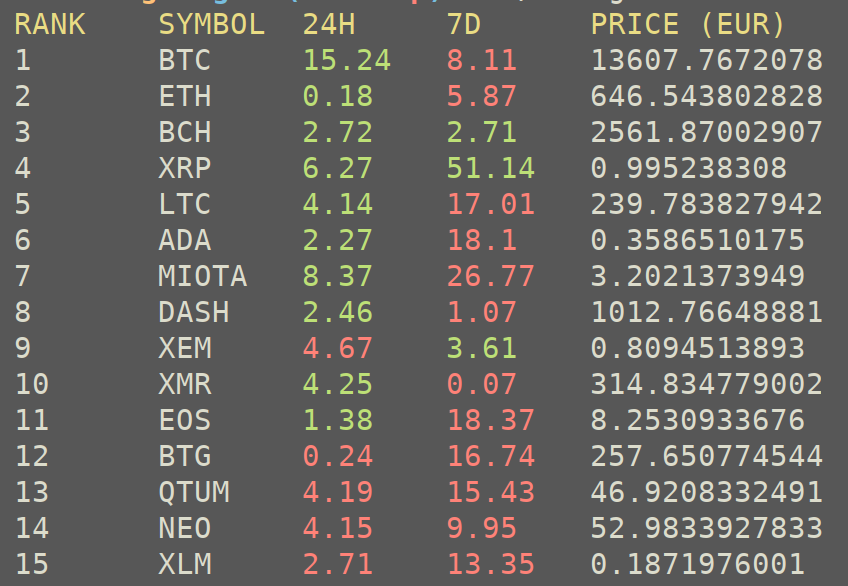 RANK SYMBOL 24H 7D PRICE (EUR)
1 BTC 15.24 8.11 13607.7672078
2 ETH 0.18 5.87 646.543802828
3 BCH 2.72 2.71 2561.87002907
4 XRP 6.27 51.14 0.995238308
5 LTC 4.14 17.01 239.783827942
6 ADA 2.27 18.1 0.3586510175
7 MIOTA 8.37 26.77 3.2021373949
8 DASH 2.46 1.07 1012.76648881
9 XEM 4.67 3.61 0.8094513893
10 XMR 4.25 0.07 314.834779002
11 EOS 1.38 18.37 8.2530933676
12 BTG 0.24 16.74 257.650774544
13 QTUM 4.19 15.43 46.9208332491
14 NEO 4.15 9.95 52.9833927833
15 XLM 2.71 13.35 0.1871976001